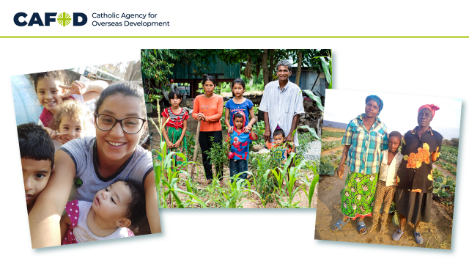 CAFOD
Catholic Agency for
Overseas Development